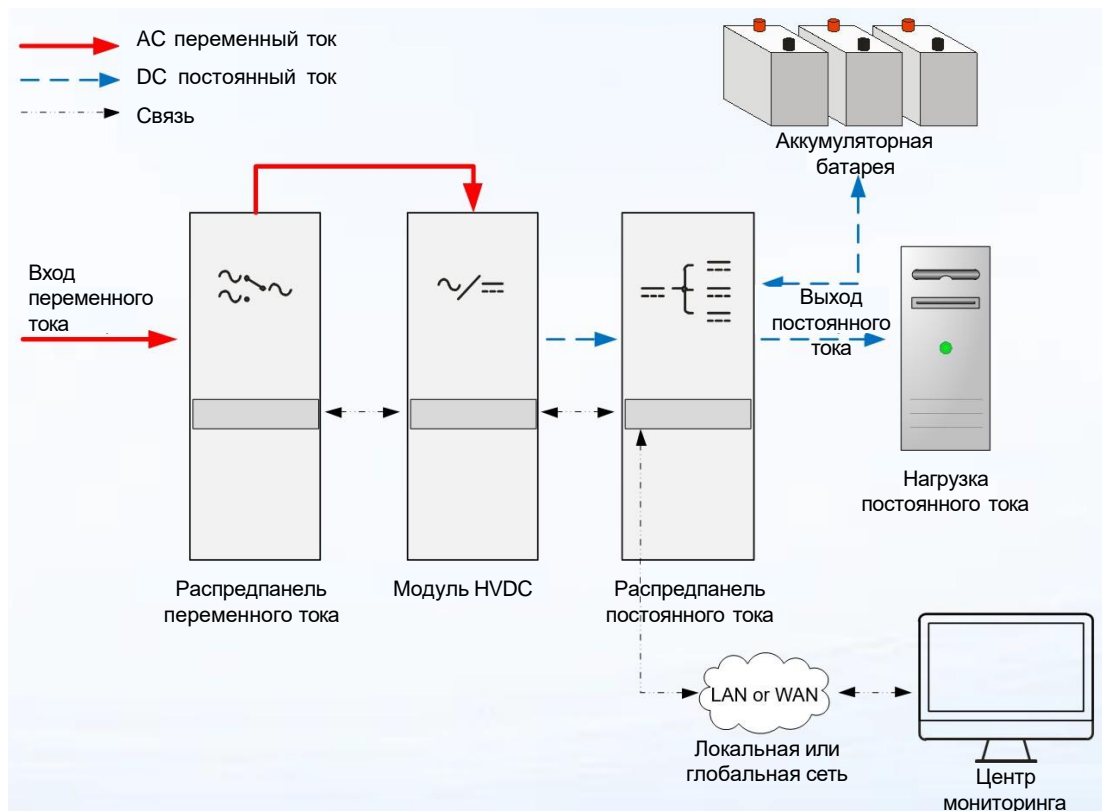 AC переменный ток
DC постоянный ток
Связь
Аккумуляторная
батарея
Вход
переменного
тока
Выход
постоянного
тока
Нагрузка
постоянного тока
Распредпанель
переменного тока
Модуль HVDC
Распредпанель
постоянного тока
LAN or WAN
Локальная или
глобальная сеть
Центр
мониторинга